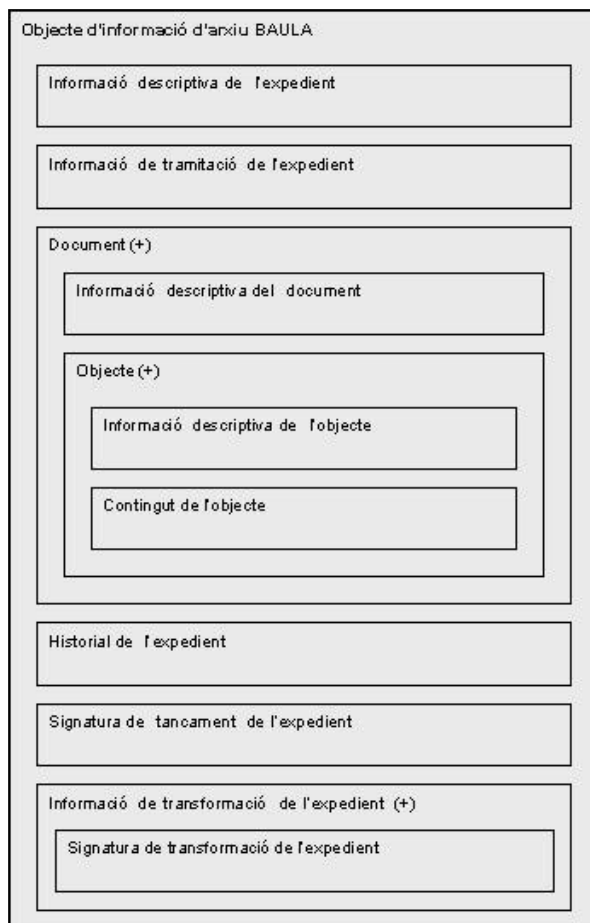 Objecte d'informació d'arxiu BAULA
Informació descriptiva de l'expedient
Informació de tramitació de l'expedient
Document (+)
Informació descriptiva del document
Objecte (+)
Informació descriptiva de l'objecte
Contingut de l'objecte
Historial de l'expedient
Signatura de tancament de l'expedient
Informació de transformació de l'expedient (+)
Signatura de transformació de l'expedient